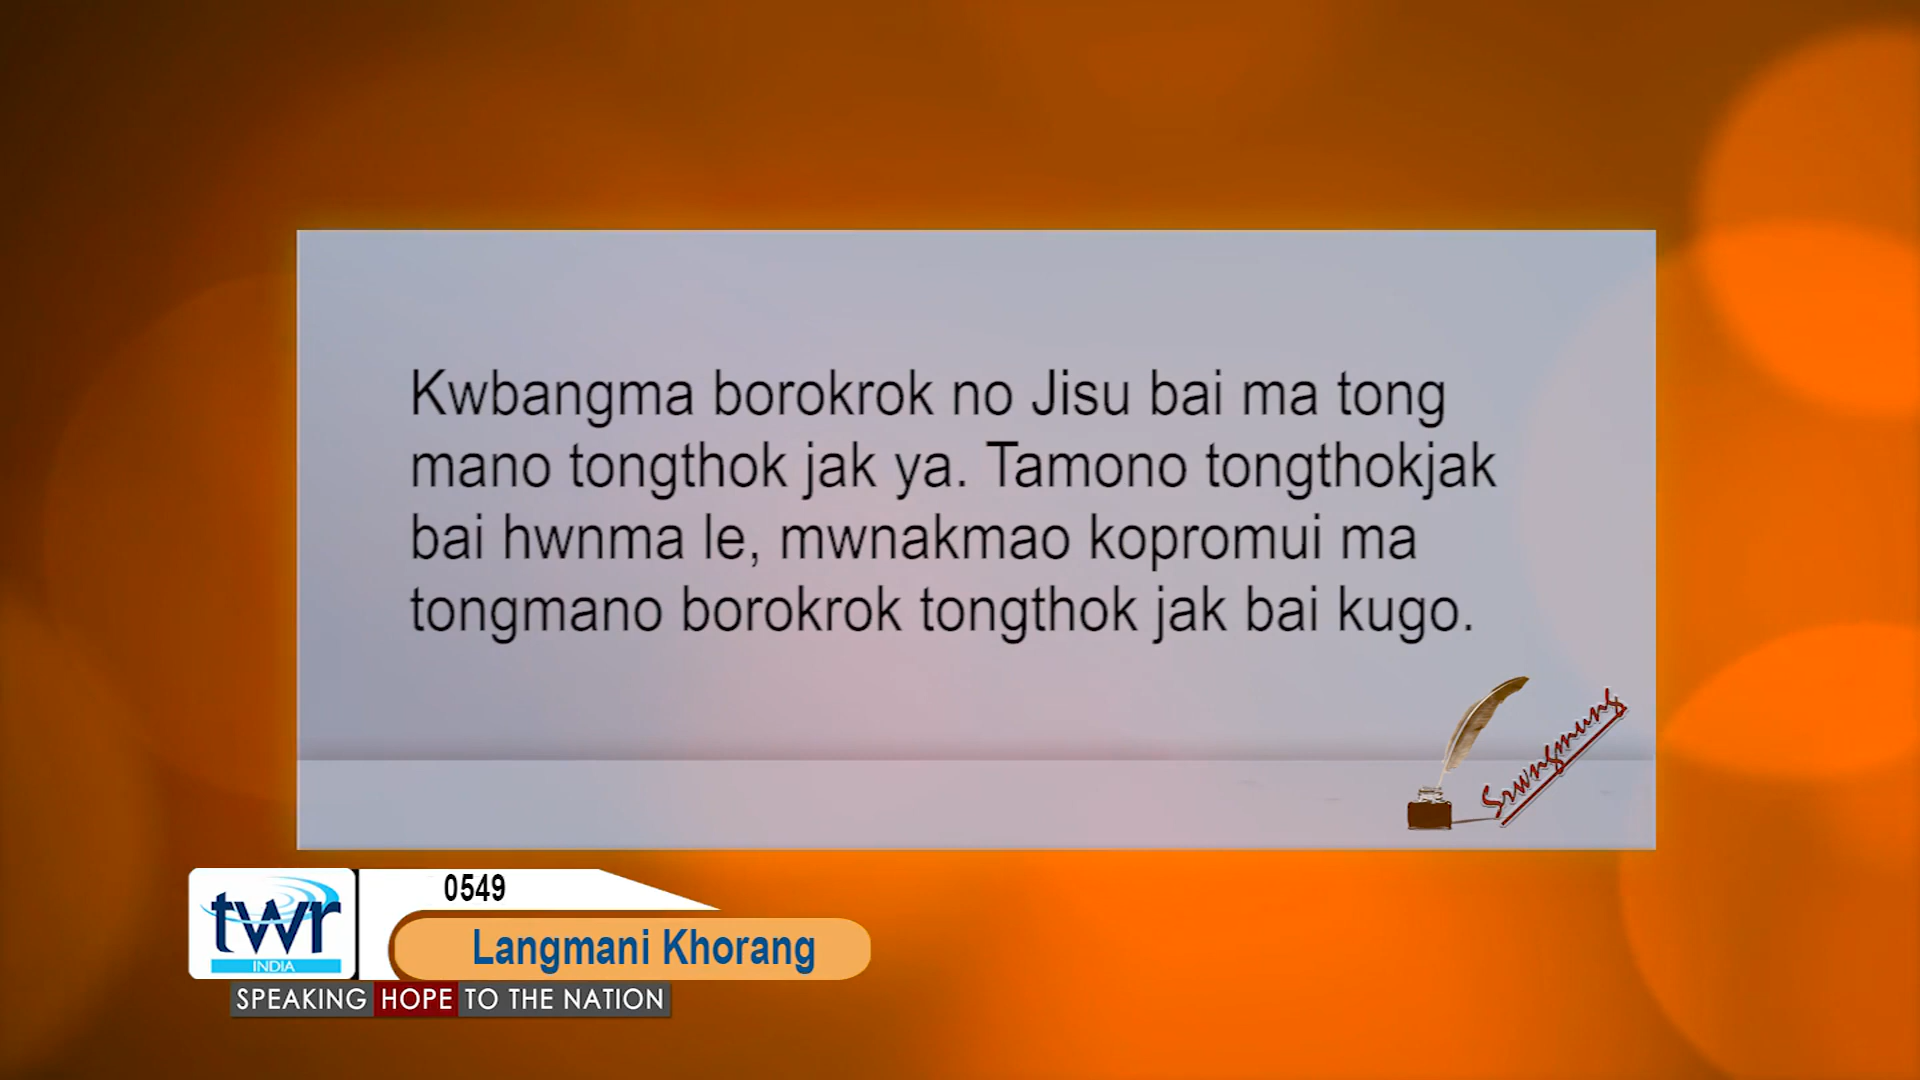 Kwbangma borokrok no Jisu bai ma tong
mano tongthok jak ya. Tamono tongthokjak
bai hwnma le, mwnakmao kopromui ma
tongmano borokrok tongthok jak bai kugo.
Srwngmung
twr
INDIA
0549
Langmani Khorang
SPEAKING HOPE TO THE NATION